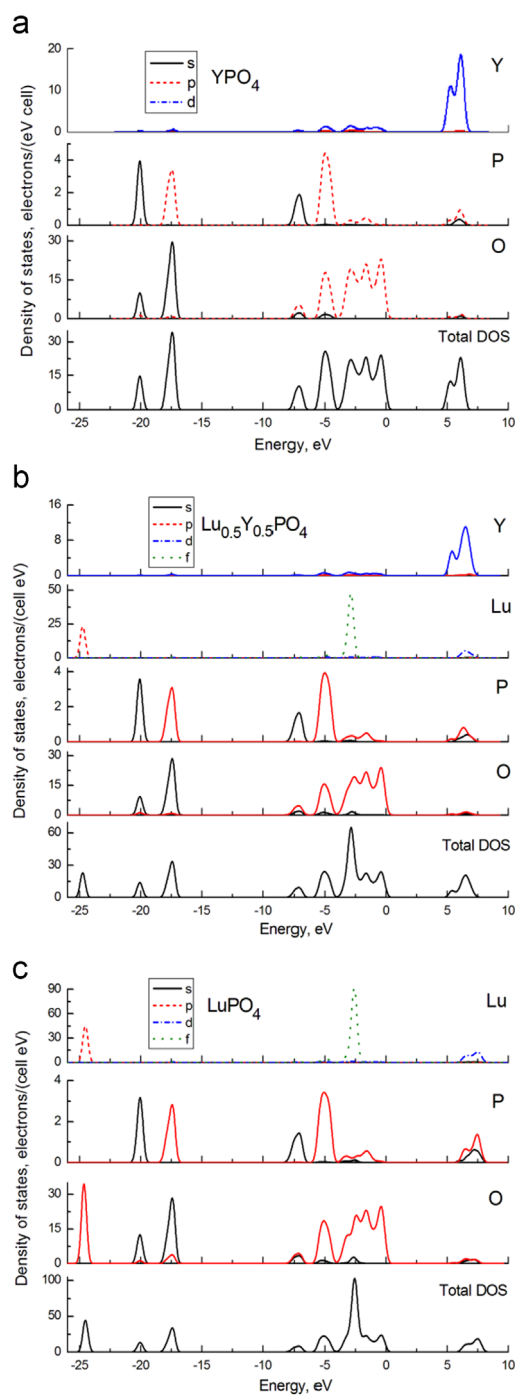 a
20
10
0
s
p
d
YPO4
Y
4
2
0
P
30
15
0
O
30
15
0
Total DOS
-25 -20 -15 -10 -5 0 5 10
Energy, eV
Density of states, electrons/(eV cell)
b
16
8
0
s
p
d
f
Lu0.5Y0.5PO4
Y
50
25
0
Lu
4
2
0
P
30
15
0
O
60
30
0
Total DOS
-25 -20 -15 -10 -5 0 5 10
Energy, eV
Density of states, electrons/(cell eV)
c
90
60
30
0
s
p
d
f
LuPO4
Lu
4
2
0
P
30
15
0
O
100
50
0
Total DOS
-25 -20 -15 -10 -5 0 5 10
Energy, eV
Density of states, electrons/(cell eV)